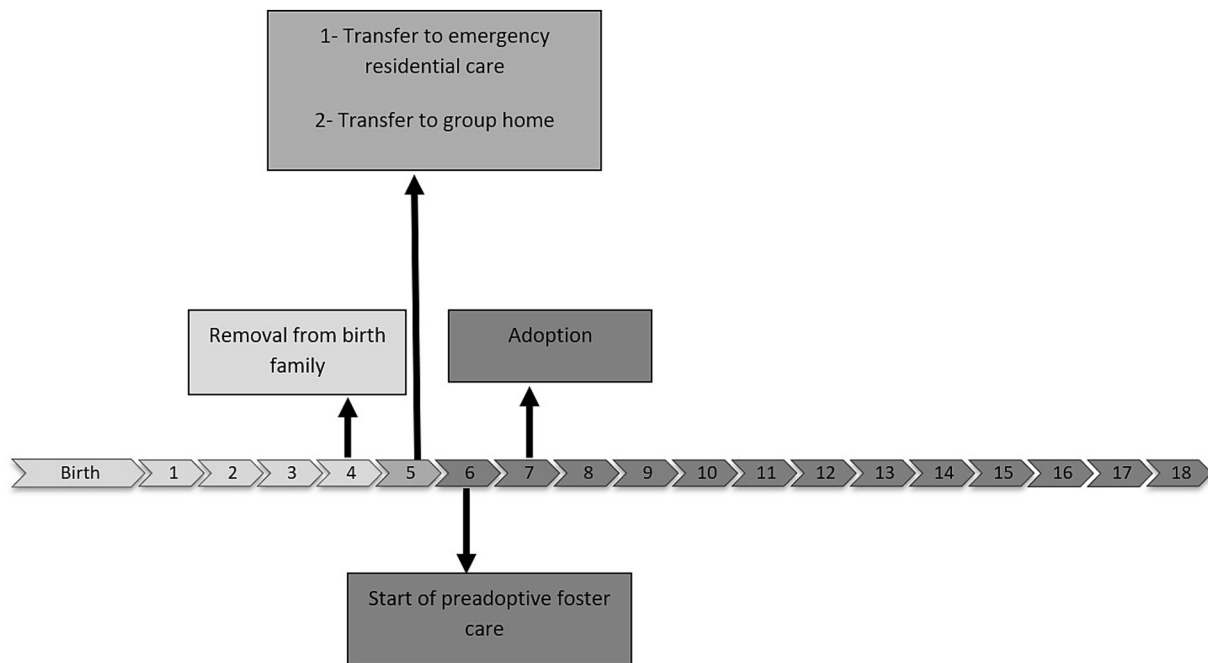 1- Transfer to emergency
residential care
2- Transfer to group home
Removal from birth
family
Adoption
Birth 1 2 3 4 5 6 7 8 9 10 11 12 13 14 15 16 17 18
Start of preadoptive foster
care